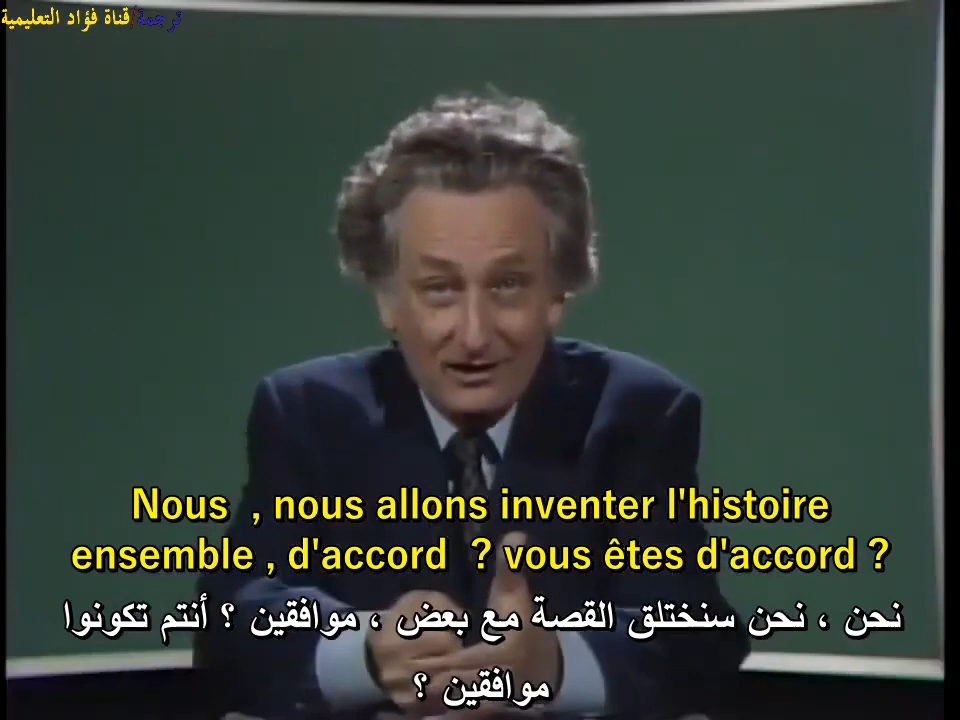 ترجمة/قناة فؤاد التعليمية
Nous , nous allons inventer l'histoire
ensemble , d'accord ? vous êtes d'accord ?
نحن ، نحن سنختلق القصة مع بعض ، موافقين ؟ أنتم تكونوا
موافقين ؟